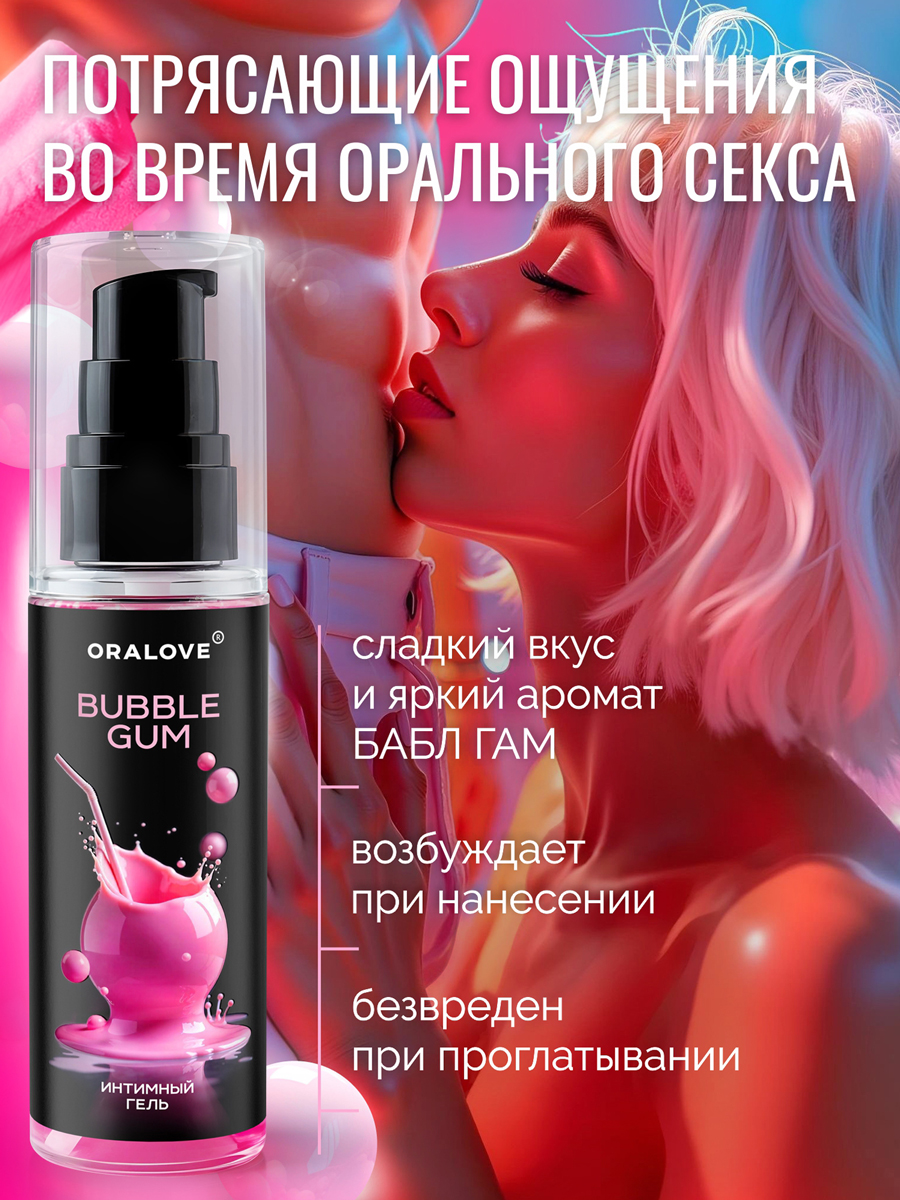 ПОТРЯСАЮЩИЕ ОЩУЩЕНИЯ
ВО ВРЕМЯ ОРАЛЬНОГО СЕКСА
ORALOVE®
BUBBLE
GUM
ИНТИМНЫЙ
ГЕЛЬ
сладкий вкус
и яркий аромат
БАБЛ ГАМ
возбуждает
при нанесении
безвреден
при проглатывании